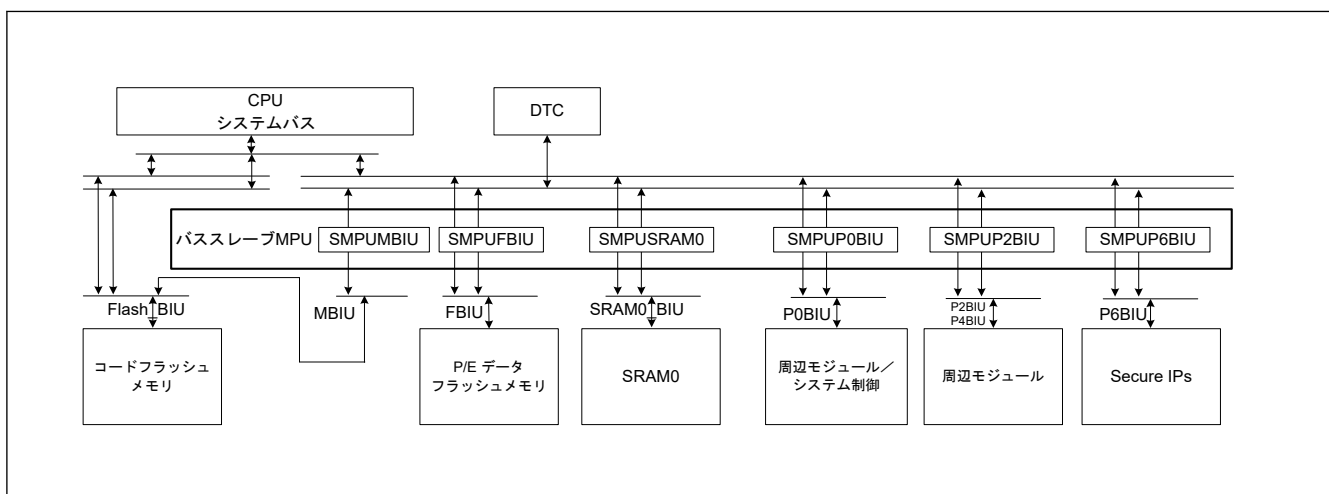 CPU
システムバス
DTC
バススレーブMPU
SMPUMBIU
SMPUFBIU
SMPUSRAM0
SMPUP0BIU
SMPUP2BIU
SMPUP6BIU
Flash BIU
MBIU
FBIU
SRAM0 BIU
P0BIU
P2BIU
P4BIU
P6BIU
コードフラッシュ
メモリ
P/E データ
フラッシュメモリ
SRAM0
周辺モジュール／
システム制御
周辺モジュール
Secure IPs